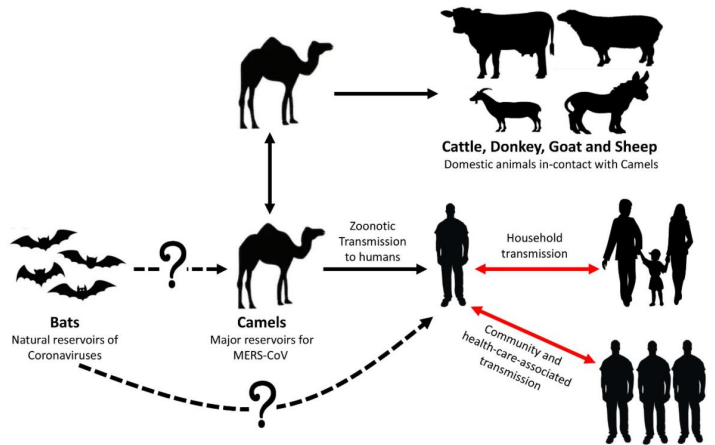 Cattle, Donkey, Goat and Sheep
Domestic animals in-contact with Camels
Zoonotic
Transmission
to humans
Household
transmission
?
Bats
Natural reservoirs of
Coronaviruses
Camels
Major reservoirs for
MERS-CoV
Community and
health-care-associated
transmission
?